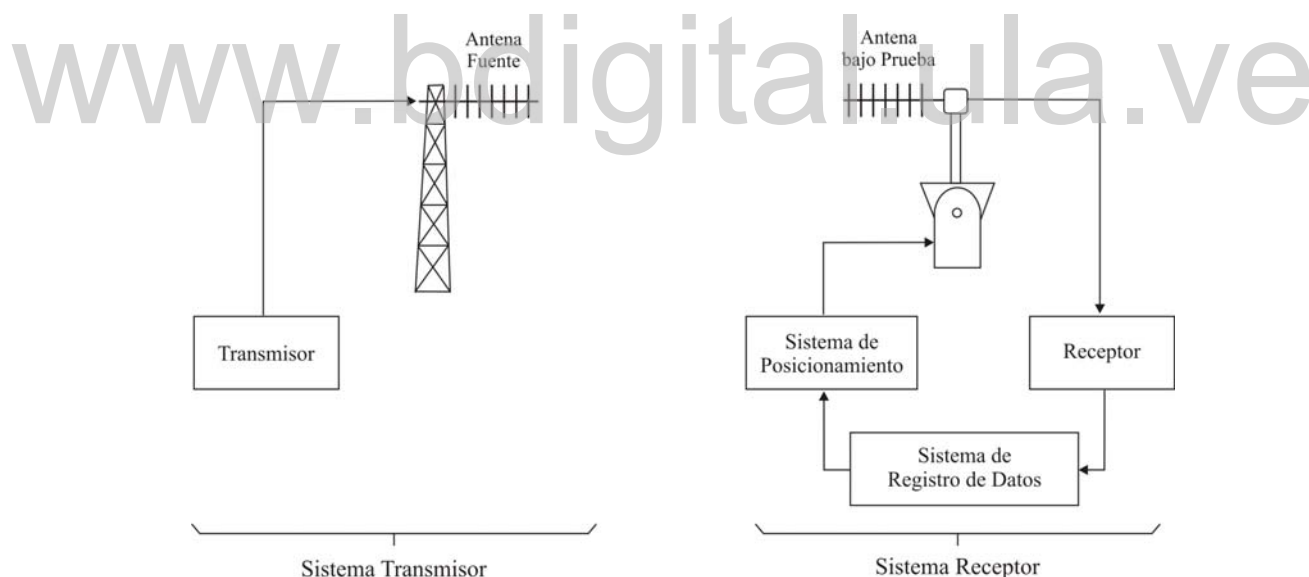 www.bdigital.ula.ve
Antena
Fuente
Antena
bajo Prueba
Transmisor
Sistema de
Posicionamiento
Receptor
Sistema de
Registro de Datos
Sistema Transmisor
Sistema Receptor